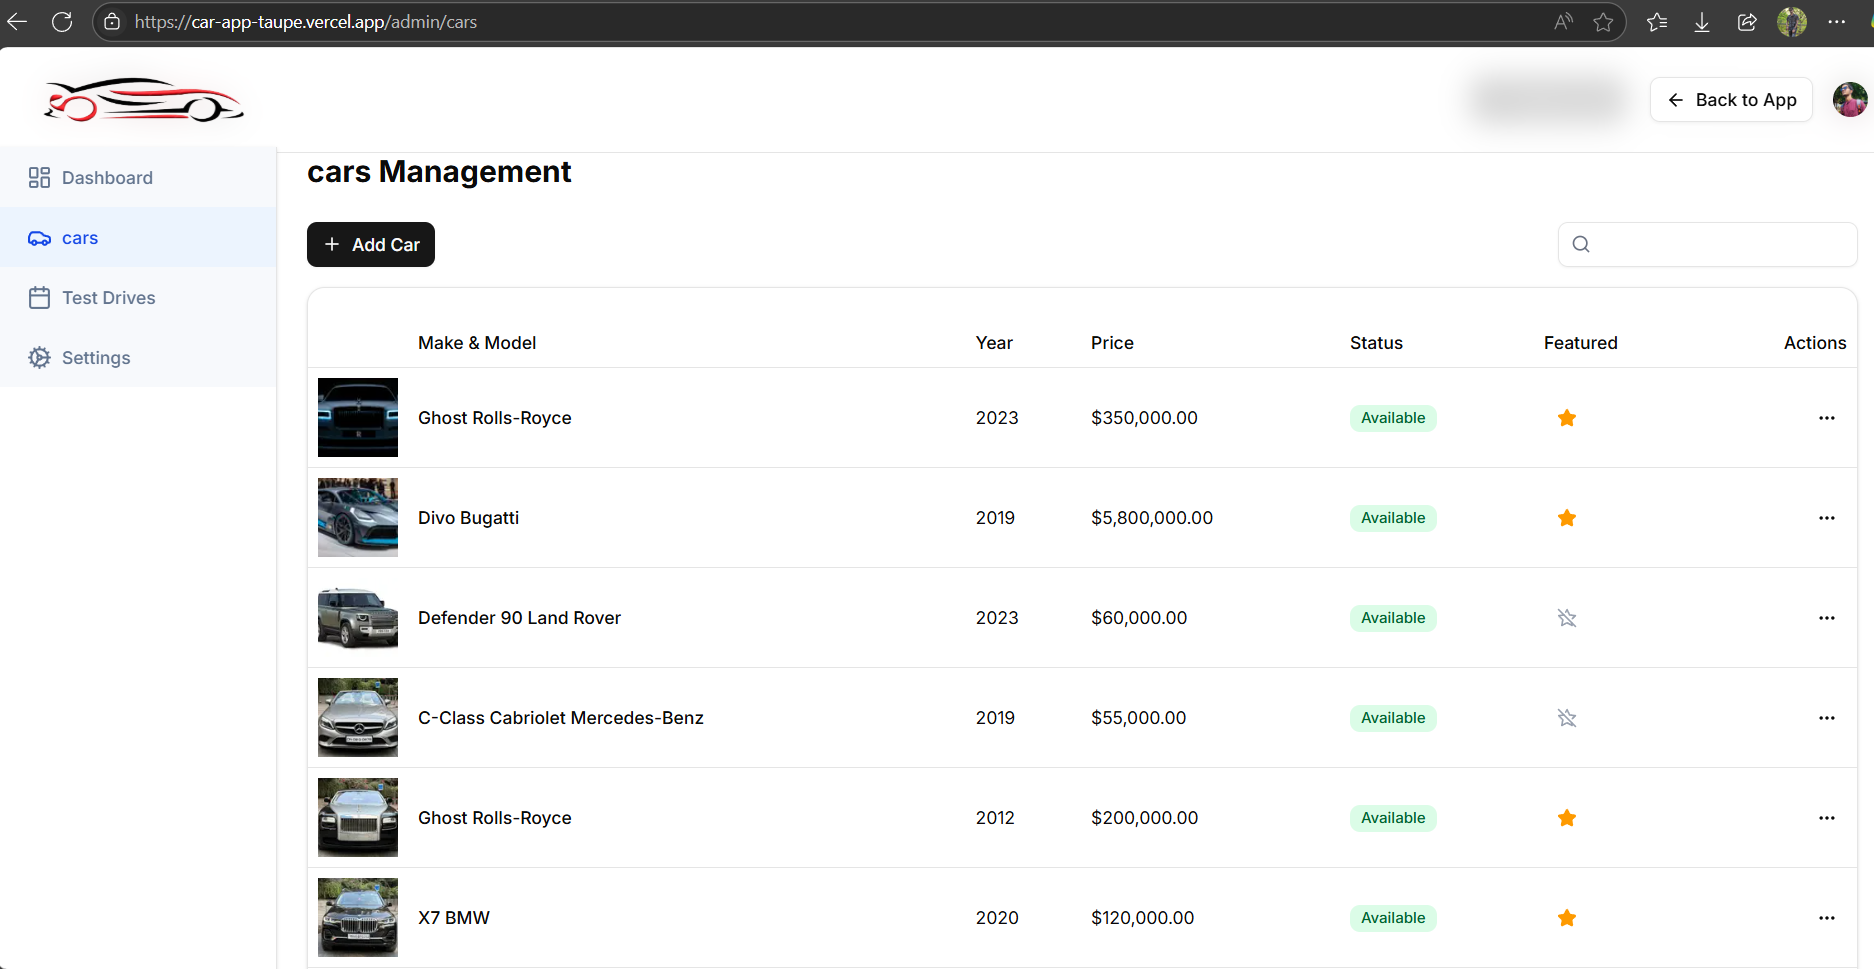 https://car-app-taupe.vercel.app/admin/cars
Back to App
Dashboard
cars
Test Drives
Settings
cars Management
Add Car
Make & Model Year Price Status Featured Actions
Ghost Rolls-Royce 2023 $350,000.00 Available
Divo Bugatti 2019 $5,800,000.00 Available
Defender 90 Land Rover 2023 $60,000.00 Available
C-Class Cabriolet Mercedes-Benz 2019 $55,000.00 Available
Ghost Rolls-Royce 2012 $200,000.00 Available
X7 BMW 2020 $120,000.00 Available